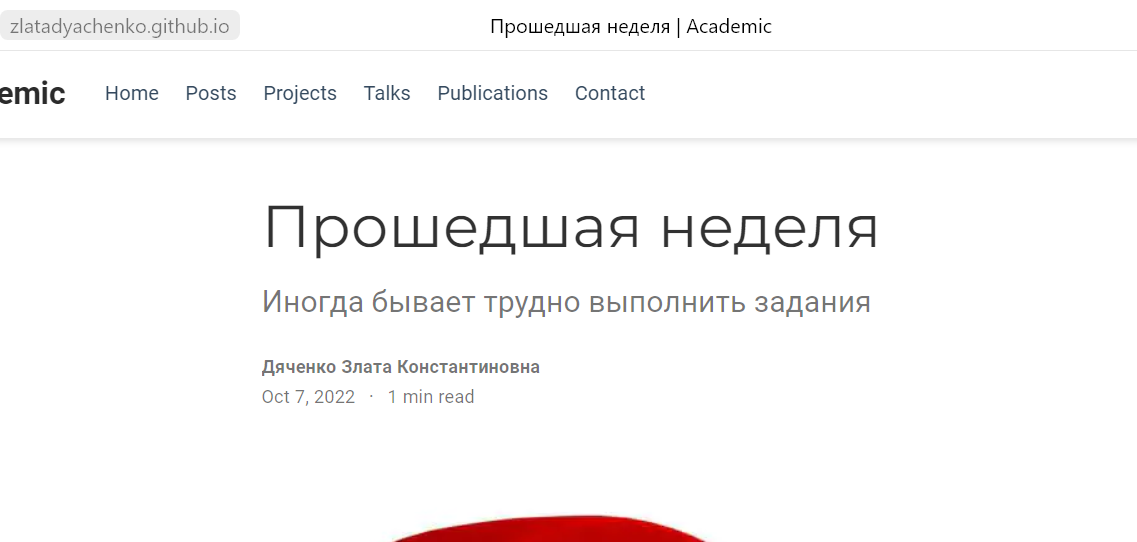 zlatadyachenko.github.io Прошедшая неделя | Academic
emic Home Posts Projects Talks Publications Contact
Прошедшая неделя
Иногда бывает трудно выполнить задания
Дяченко Злата Константиновна
Oct 7, 2022 · 1 min read